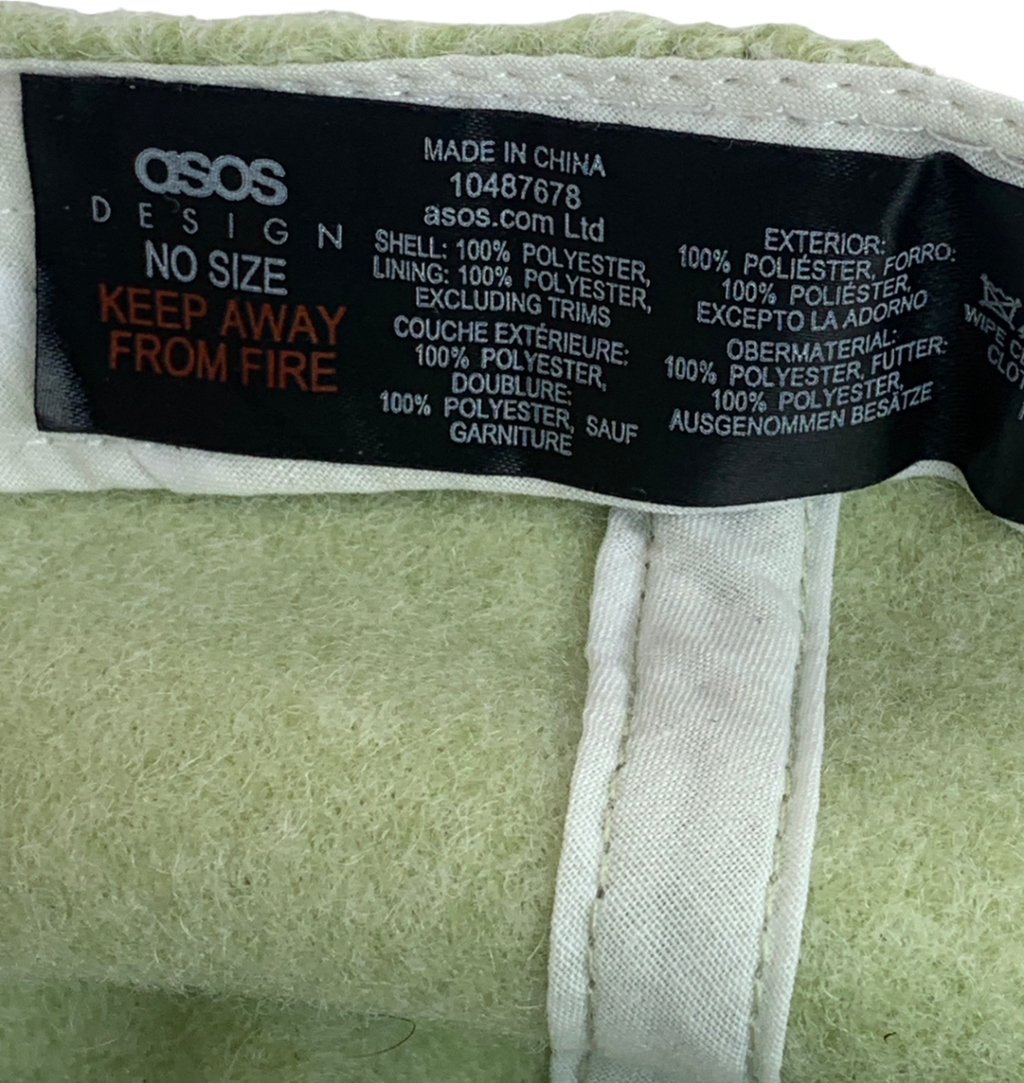 asos
DESIGN
NO SIZE
KEEP AWAY
FROM FIRE
MADE IN CHINA
10487678
asos.com Ltd
SHELL: 100% POLYESTER,
LINING: 100% POLYESTER,
EXCLUDING TRIMS
COUCHE EXTÉRIEURE:
100% POLYESTER,
DOUBLURE:
100% POLYESTER, SAUF
GARNITURE
EXTERIOR:
100% POLIÉSTER, FORRO:
100% POLIÉSTER,
EXCEPTO LA ADORNO
OBERMATERIAL:
100% POLYESTER, FUTTER:
100% POLYESTER,
AUSGENOMMEN BESÄTZE
WIPE